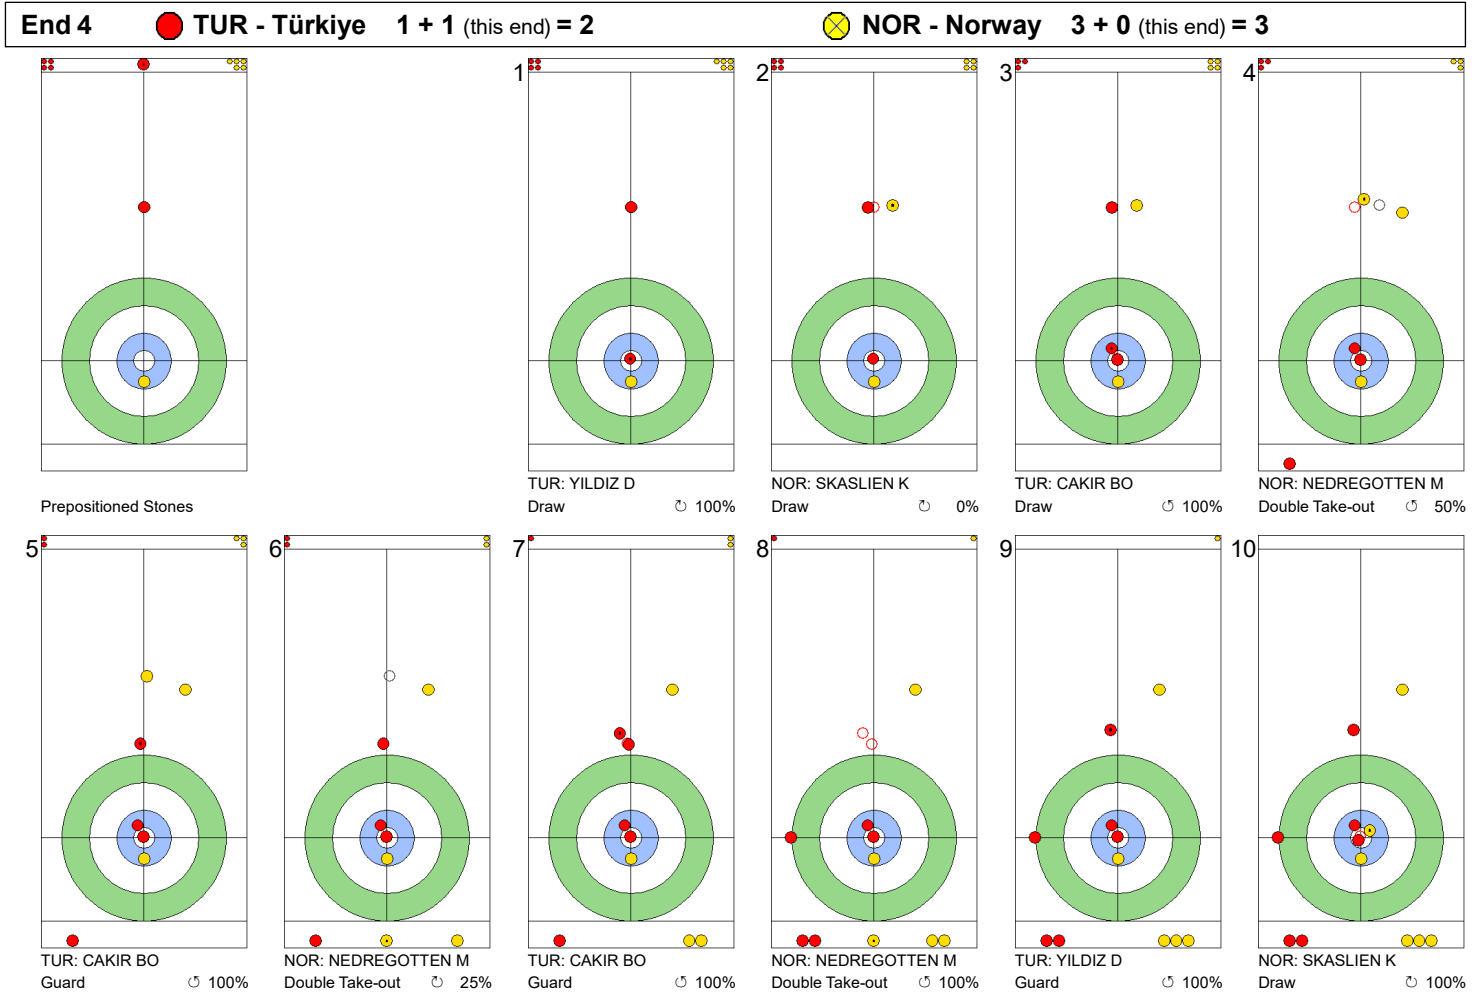 End 4 TUR - Türkiye 1 + 1 (this end) = 2 NOR - Norway 3 + 0 (this end) = 3
1 2 3 4
TUR: YILDIZ D NOR: SKASLIEN K TUR: CAKIR BO NOR: NEDREGOTTEN M
Prepositioned Stones Draw ↻ 100% Draw ↻ 0% Draw ↺ 100% Double Take-out ↺ 50%
5 6 7 8 9 10
TUR: CAKIR BO NOR: NEDREGOTTEN M TUR: CAKIR BO NOR: NEDREGOTTEN M TUR: YILDIZ D NOR: SKASLIEN K
Guard ↺ 100% Double Take-out ↻ 25% Guard ↺ 100% Double Take-out ↺ 100% Guard ↺ 100% Draw ↺ 100%